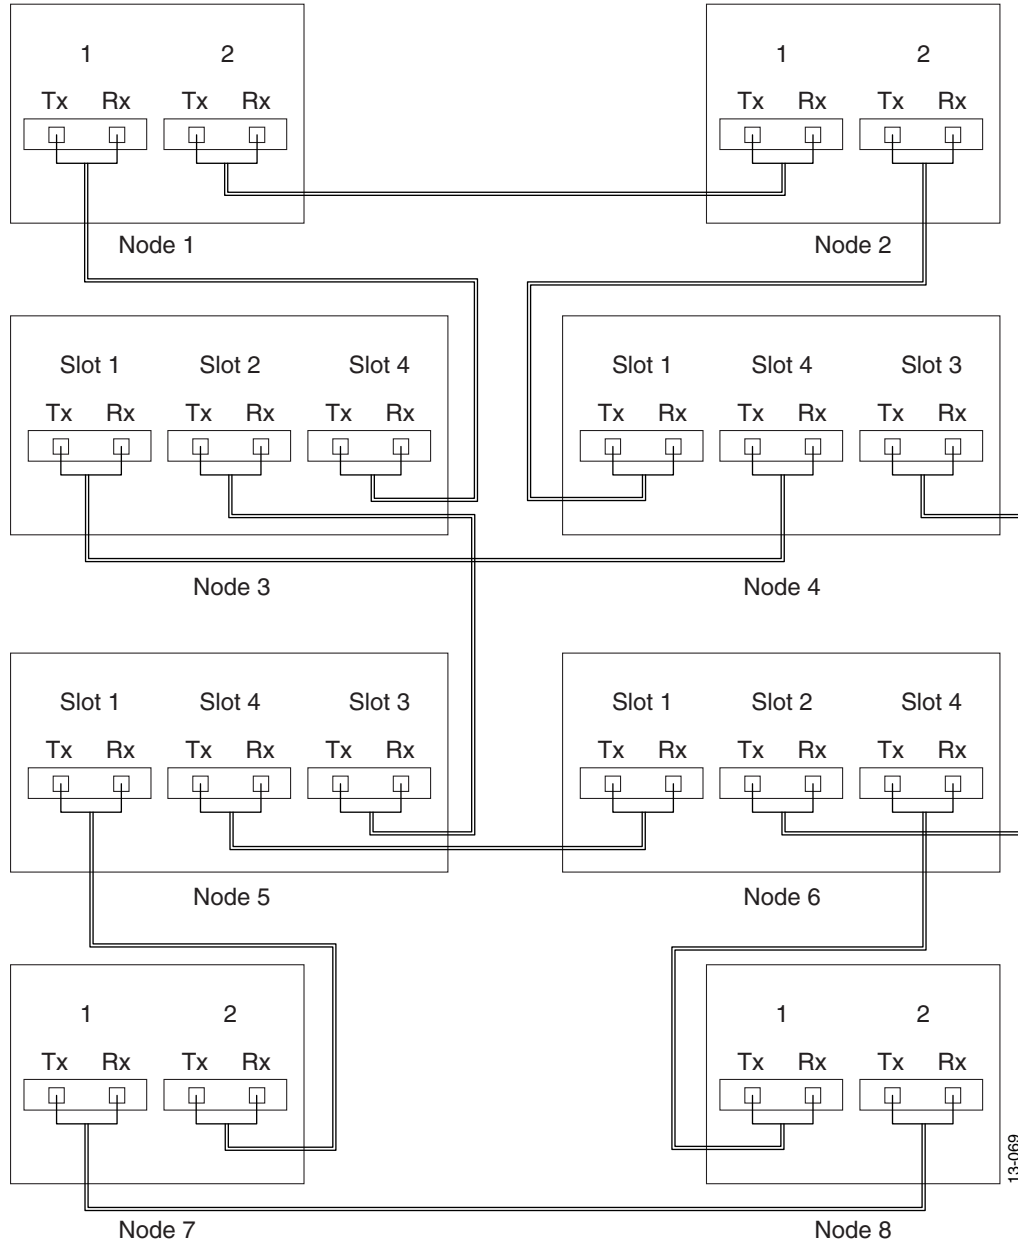 1 2
Tx Rx Tx Rx
1 2
Tx Rx Tx Rx
Node 1
Node 2
Slot 1 Slot 2 Slot 4
Tx Rx Tx Rx Tx Rx
Slot 1 Slot 4 Slot 3
Tx Rx Tx Rx Tx Rx
Node 3
Node 4
Slot 1 Slot 4 Slot 3
Tx Rx Tx Rx Tx Rx
Slot 1 Slot 2 Slot 4
Tx Rx Tx Rx Tx Rx
Node 5
Node 6
1 2
Tx Rx Tx Rx
1 2
Tx Rx Tx Rx
Node 7
Node 8
13-069